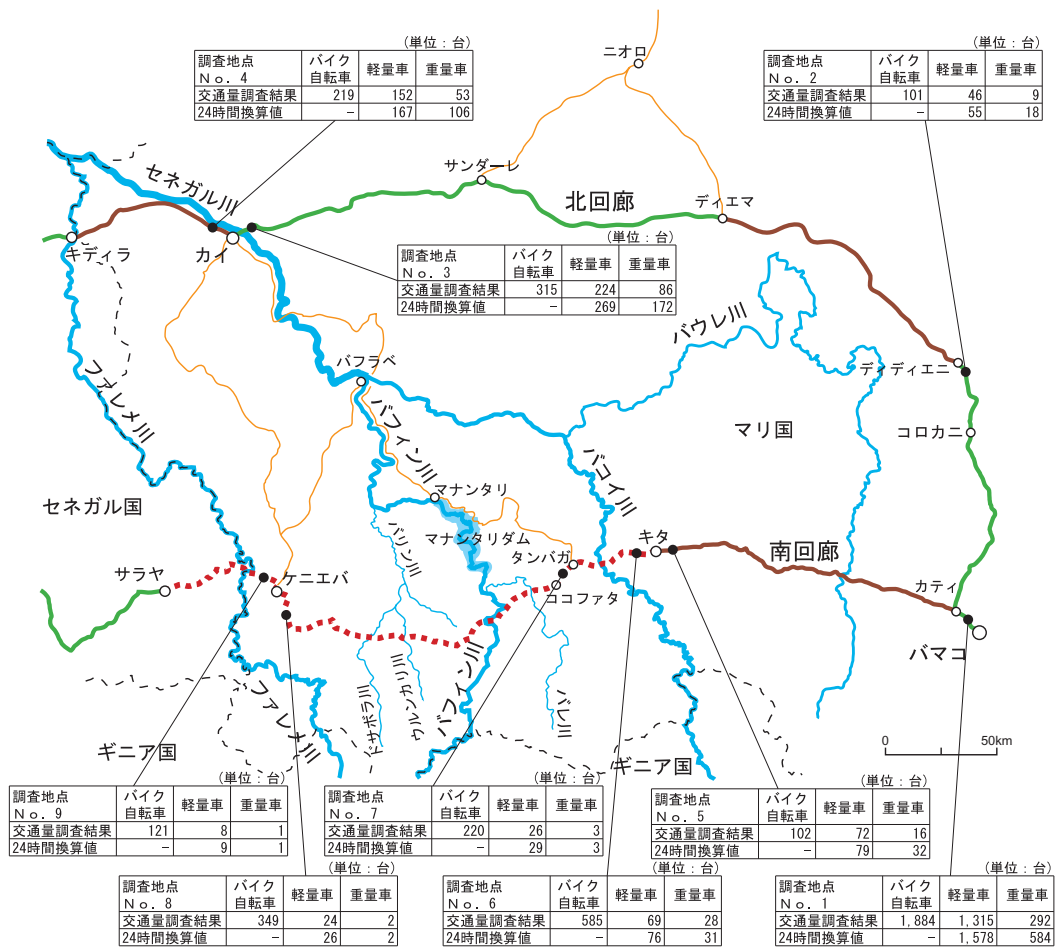 (単位：台)
調査地点
Ｎｏ．4
バイク
自転車
軽量車
重量車
交通量調査結果 219 152 53
24時間換算値 － 167 106
ニオロ
(単位：台)
調査地点
Ｎｏ．2
バイク
自転車
軽量車
重量車
交通量調査結果 101 46 9
24時間換算値 － 55 18
セネガル川
サンダーレ
北回廊
ディエマ
キディラ
カイ
(単位：台)
調査地点
Ｎｏ．3
バイク
自転車
軽量車
重量車
交通量調査結果 315 224 86
24時間換算値 － 269 172
バウレ川
ファレメ川
バフラベ
ディディエニ
バフィン川
マリ国
コロカニ
バコイ川
セネガル国
マナンタリ
マナンタリダム
バリン川
キタ
南回廊
タンバガ
サラヤ
ケニエバ
ココファタ
カティ
バマコ
ファレメ川
ドサボラ川
ウルンカリ川
バフィン川
バレ川
ギニア国
ギニア国
0 50km
(単位：台)
調査地点
Ｎｏ．9
バイク
自転車
軽量車
重量車
交通量調査結果 121 8 1
24時間換算値 － 9 1
(単位：台)
調査地点
Ｎｏ．7
バイク
自転車
軽量車
重量車
交通量調査結果 220 26 3
24時間換算値 － 29 3
(単位：台)
調査地点
Ｎｏ．5
バイク
自転車
軽量車
重量車
交通量調査結果 102 72 16
24時間換算値 － 79 32
(単位：台)
調査地点
Ｎｏ．8
バイク
自転車
軽量車
重量車
交通量調査結果 349 24 2
24時間換算値 － 26 2
(単位：台)
調査地点
Ｎｏ．6
バイク
自転車
軽量車
重量車
交通量調査結果 585 69 28
24時間換算値 － 76 31
(単位：台)
調査地点
Ｎｏ．1
バイク
自転車
軽量車
重量車
交通量調査結果 1,884 1,315 292
24時間換算値 － 1,578 584